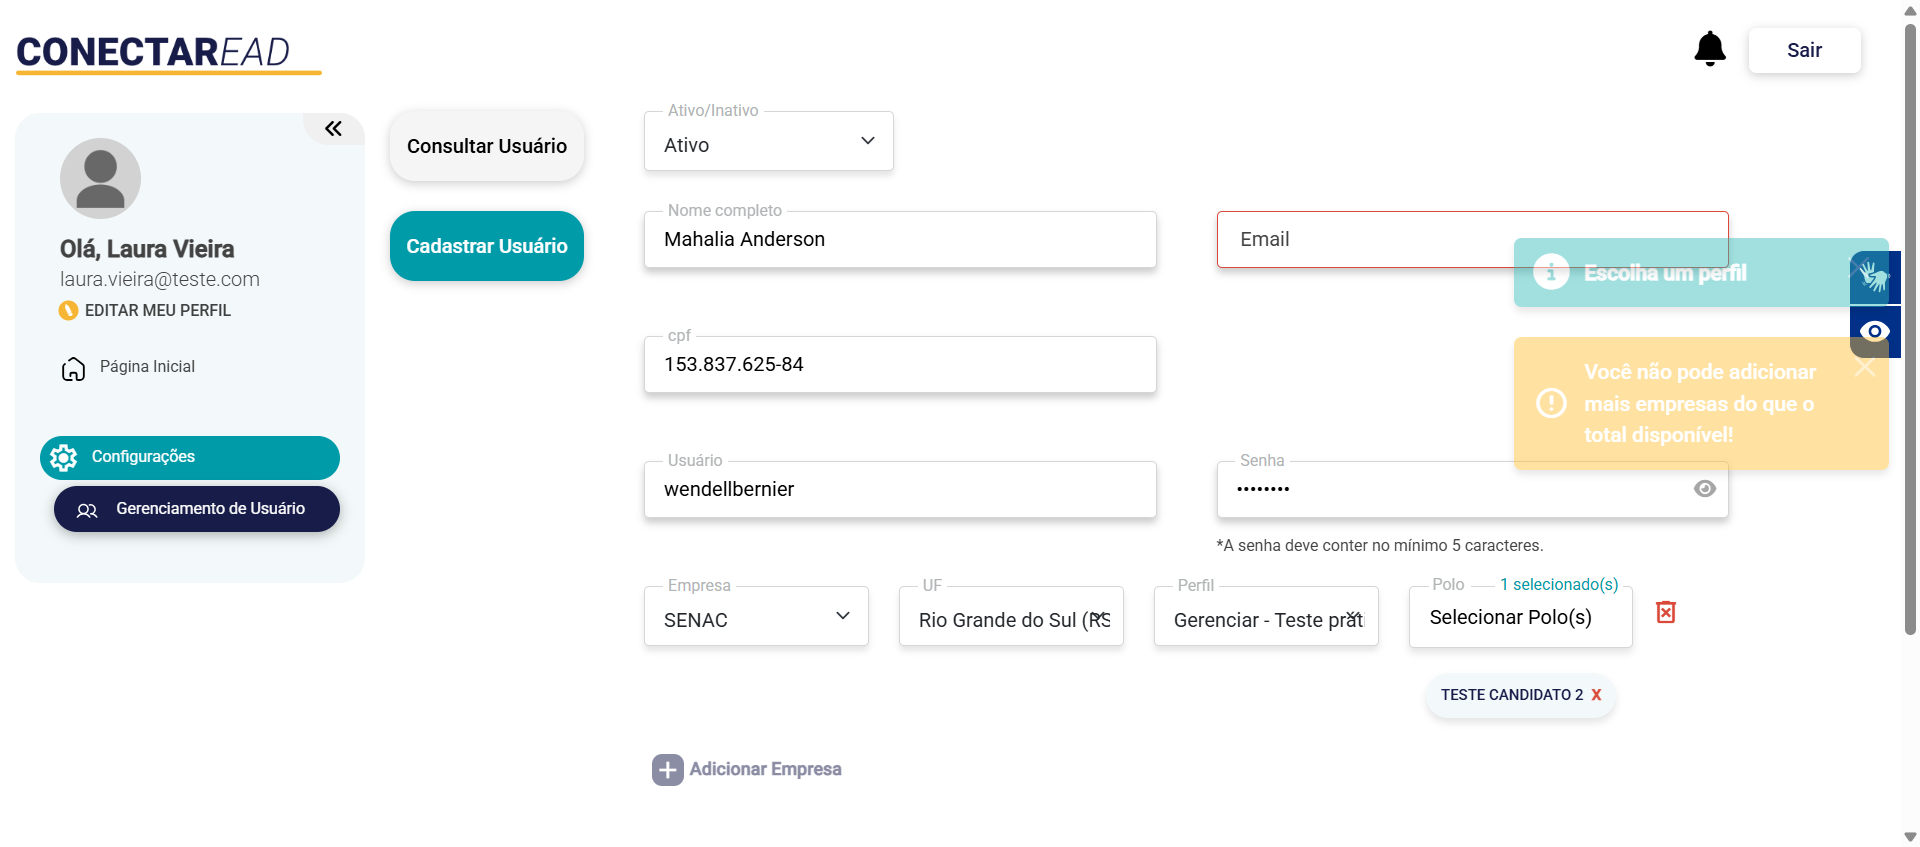 CONECTAREAD
Sair
Olá, Laura Vieira
laura.vieira@teste.com
EDITAR MEU PERFIL
Página Inicial
Configurações
Gerenciamento de Usuário
Consultar Usuário
Cadastrar Usuário
Ativo/Inativo
Ativo
Nome completo
Mahalia Anderson
Email
Escolha um perfil
cpf
153.837.625-84
Você não pode adicionar
mais empresas do que o
total disponível!
Usuário
wendellbernier
Senha
••••••••
*A senha deve conter no mínimo 5 caracteres.
Empresa
SENAC
UF
Rio Grande do Sul (RS
Perfil
Gerenciar - Teste prát
Polo
1 selecionado(s)
Selecionar Polo(s)
TESTE CANDIDATO 2 X
Adicionar Empresa